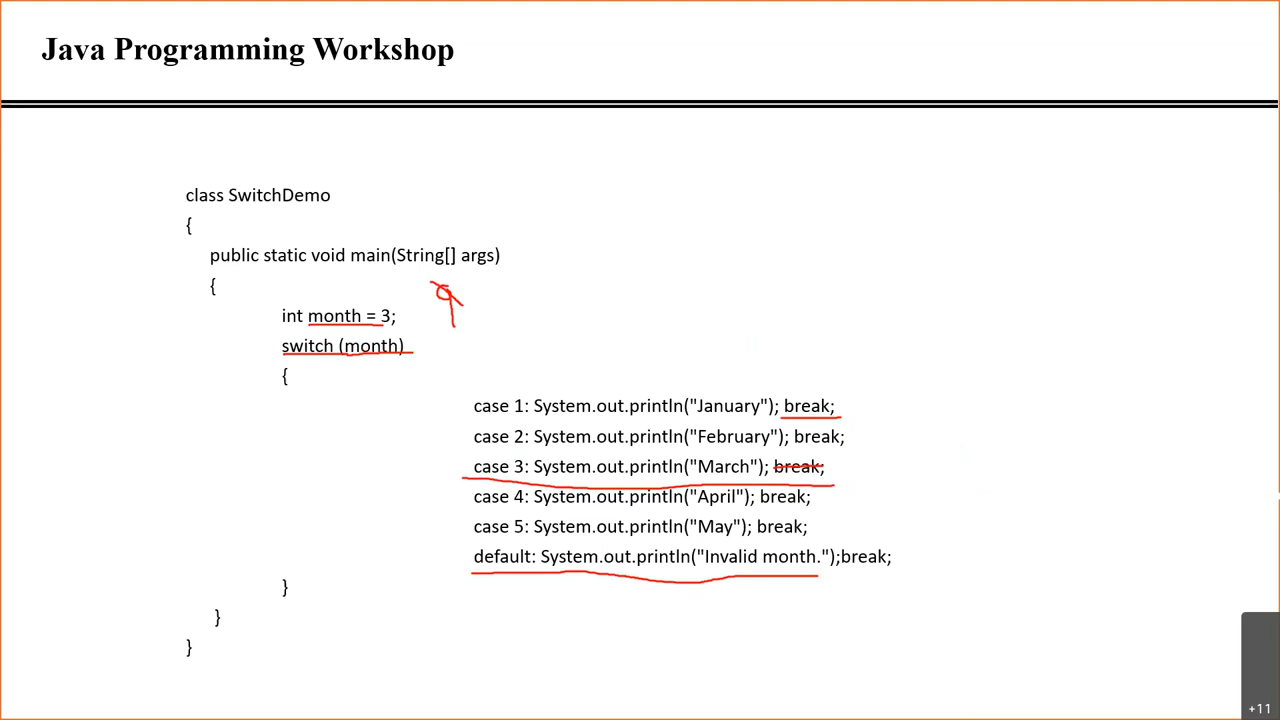 Java Programming Workshop
class SwitchDemo
{
public static void main(String[] args)
{
int month = 3;
switch (month)
{
case 1: System.out.println("January"); break;
case 2: System.out.println("February"); break;
case 3: System.out.println("March"); break;
case 4: System.out.println("April"); break;
case 5: System.out.println("May"); break;
default: System.out.println("Invalid month.");break;
}
}
}
+11